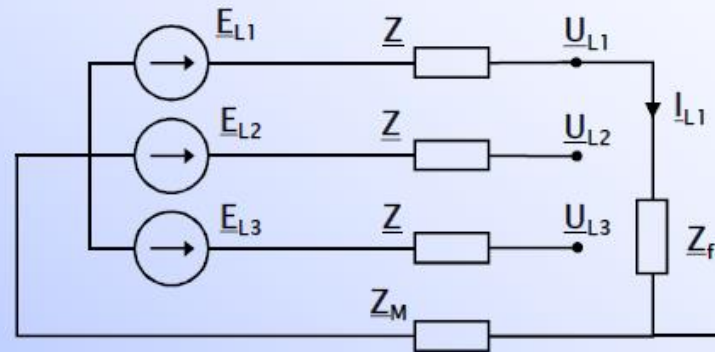 E_L1 Z U_L1
I_L1
E_L2 Z U_L2
E_L3 Z U_L3
Z_f
Z_M